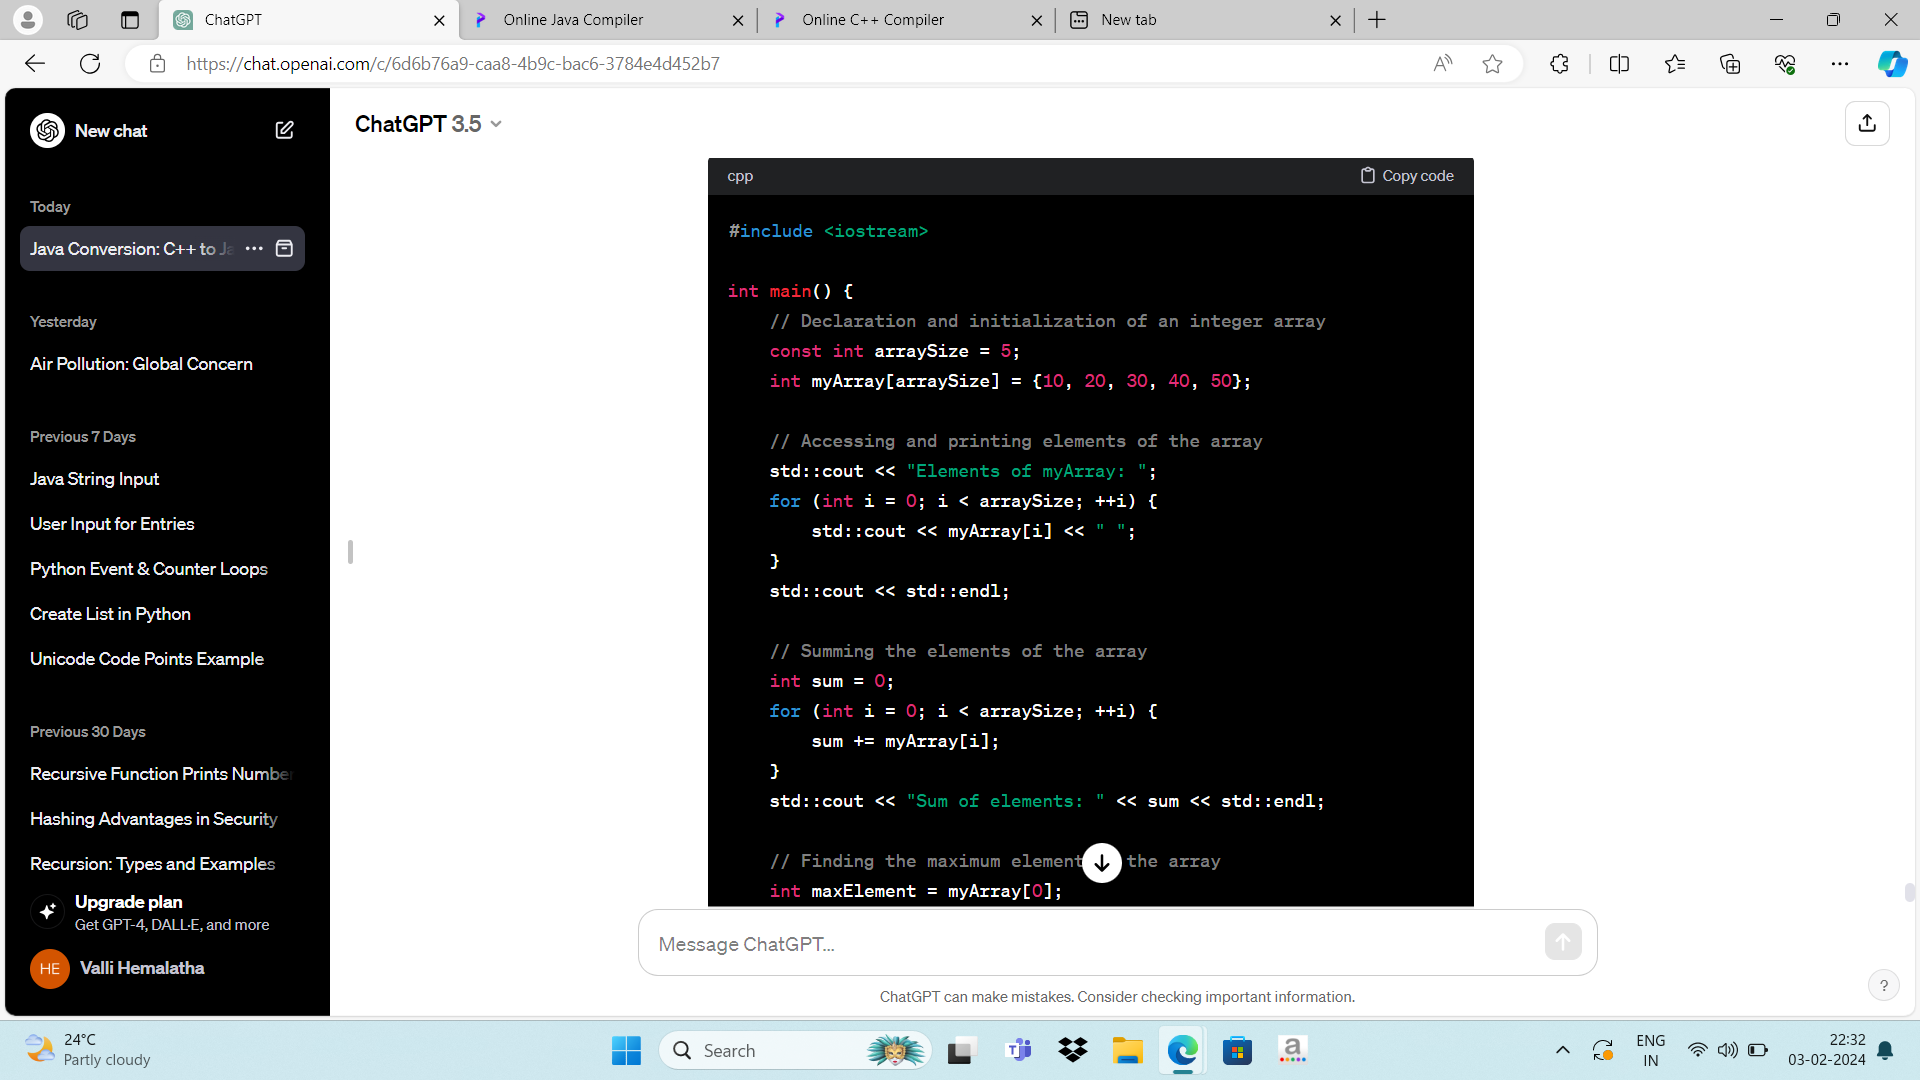 ChatGPT
Online Java Compiler
Online C++ Compiler
New tab
https://chat.openai.com/c/6d6b76a9-caa8-4b9c-bac6-3784e4d452b7
New chat
Today
Java Conversion: C++ to Ja
Yesterday
Air Pollution: Global Concern
Previous 7 Days
Java String Input
User Input for Entries
Python Event & Counter Loops
Create List in Python
Unicode Code Points Example
Previous 30 Days
Recursive Function Prints Number
Hashing Advantages in Security
Recursion: Types and Examples
Upgrade plan
Get GPT-4, DALL·E, and more
HE
Valli Hemalatha
ChatGPT 3.5
cpp
Copy code
#include <iostream>
int main() {
// Declaration and initialization of an integer array
const int arraySize = 5;
int myArray[arraySize] = {10, 20, 30, 40, 50};
// Accessing and printing elements of the array
std::cout << "Elements of myArray: ";
for (int i = 0; i < arraySize; ++i) {
std::cout << myArray[i] << " ";
}
std::cout << std::endl;
// Summing the elements of the array
int sum = 0;
for (int i = 0; i < arraySize; ++i) {
sum += myArray[i];
}
std::cout << "Sum of elements: " << sum << std::endl;
// Finding the maximum element the array
int maxElement = myArray[0];
Message ChatGPT...
ChatGPT can make mistakes. Consider checking important information.
?
24°C
Partly cloudy
Search
a
ENG
IN
22:32
03-02-2024